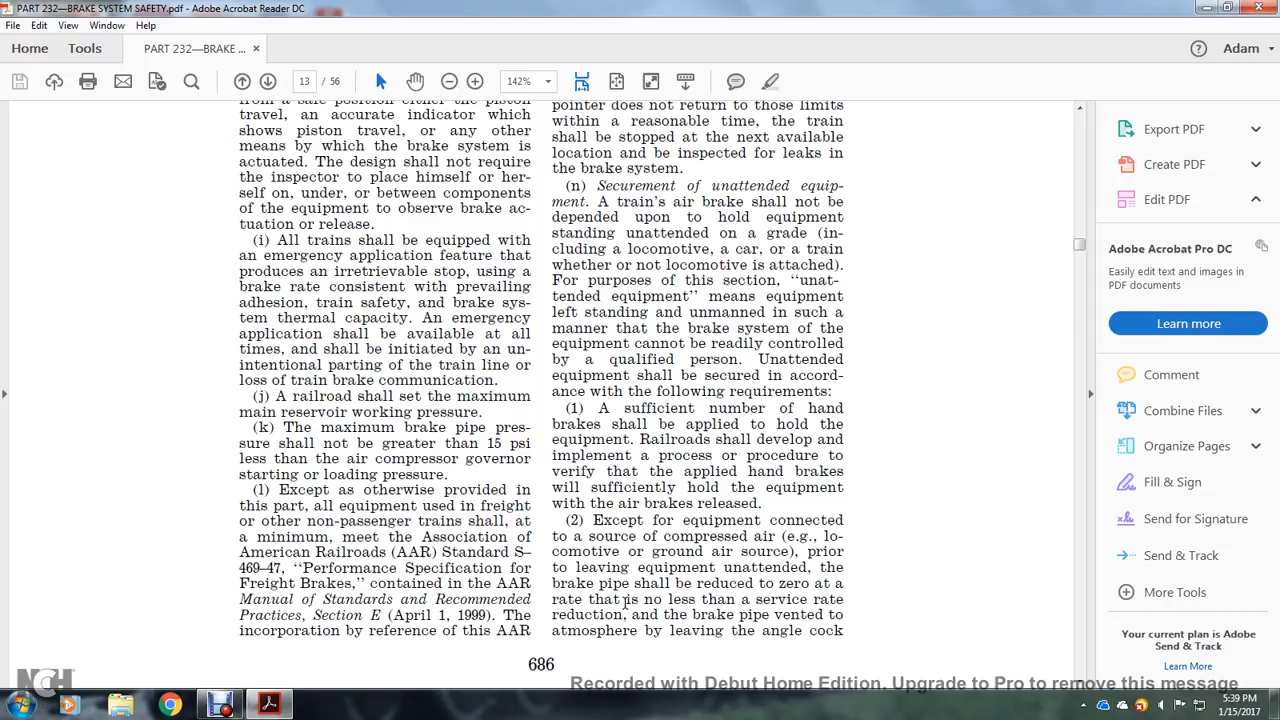 PART 232—BRAKE SYSTEM SAFETY.pdf - Adobe Acrobat Reader DC
File Edit View Window Help
Home Tools PART 232—BRAKE ... × Adam
13 / 56 142%
from a safe position either the piston
travel, an accurate indicator which
shows piston travel, or any other
means by which the brake system is
actuated. The design shall not require
the inspector to place himself or her-
self on, under, or between components
of the equipment to observe brake ac-
tuation or release.
(i) All trains shall be equipped with
an emergency application feature that
produces an irretrievable stop, using a
brake rate consistent with prevailing
adhesion, train safety, and brake sys-
tem thermal capacity. An emergency
application shall be available at all
times, and shall be initiated by an un-
intentional parting of the train line or
loss of train brake communication.
(j) A railroad shall set the maximum
main reservoir working pressure.
(k) The maximum brake pipe pres-
sure shall not be greater than 15 psi
less than the air compressor governor
starting or loading pressure.
(l) Except as otherwise provided in
this part, all equipment used in freight
or other non-passenger trains shall, at
a minimum, meet the Association of
American Railroads (AAR) Standard S–
469–47, ‘‘Performance Specification for
Freight Brakes,’’ contained in the AAR
Manual of Standards and Recommended
Practices, Section E (April 1, 1999). The
incorporation by reference of this AAR
pointer does not return to those limits
within a reasonable time, the train
shall be stopped at the next available
location and be inspected for leaks in
the brake system.
(n) Securement of unattended equip-
ment. A train's air brake shall not be
depended upon to hold equipment
standing unattended on a grade (in-
cluding a locomotive, a car, or a train
whether or not locomotive is attached).
For purposes of this section, ‘‘unat-
tended equipment’’ means equipment
left standing and unmanned in such a
manner that the brake system of the
equipment cannot be readily controlled
by a qualified person. Unattended
equipment shall be secured in accord-
ance with the following requirements:
(1) A sufficient number of hand
brakes shall be applied to hold the
equipment. Railroads shall develop and
implement a process or procedure to
verify that the applied hand brakes
will sufficiently hold the equipment
with the air brakes released.
(2) Except for equipment connected
to a source of compressed air (e.g., lo-
comotive or ground air source), prior
to leaving equipment unattended, the
brake pipe shall be reduced to zero at a
rate that is no less than a service rate
reduction, and the brake pipe vented to
atmosphere by leaving the angle cock
686
Export PDF
Create PDF
Edit PDF
Adobe Acrobat Pro DC
Easily edit text and images in
PDF documents
Learn more
Comment
Combine Files
Organize Pages
Fill & Sign
Send for Signature
Send & Track
More Tools
Your current plan is Adobe
Send & Track
Learn More
NCH
Recorded with Debut Home Edition. Upgrade to Pro to remove this message
5:39 PM
1/15/2017